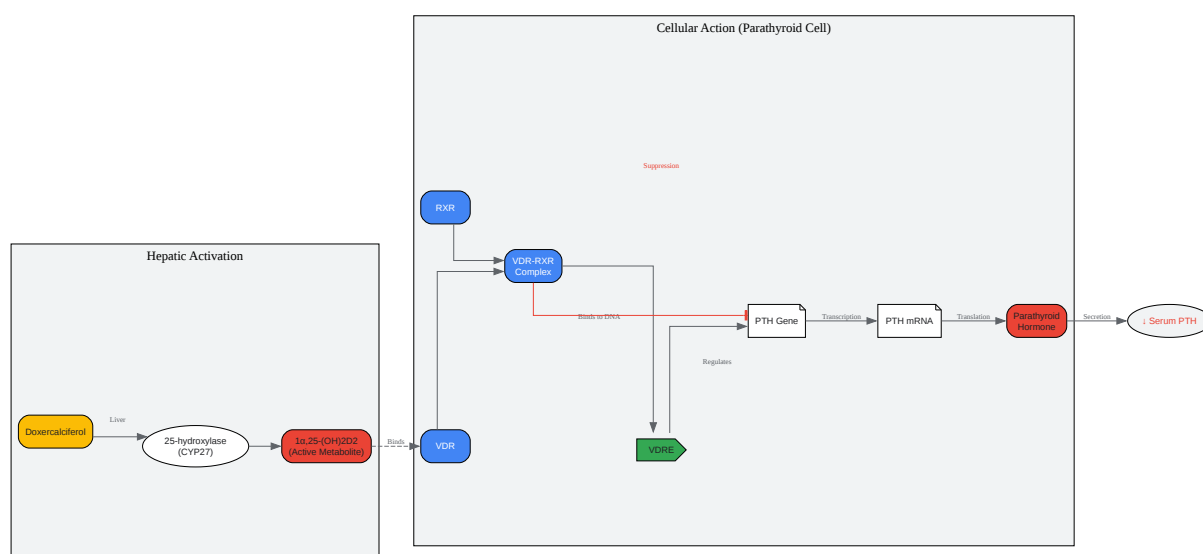 Cellular Action (Parathyroid Cell)
Suppression
RXR
Hepatic Activation
VDR-RXR
Complex
Binds to DNA
PTH Gene
Transcription
PTH mRNA
Translation
Parathyroid
Hormone
Secretion
↓ Serum PTH
Regulates
Doxercalciferol
Liver
25-hydroxylase
(CYP27)
1α,25-(OH)2D2
(Active Metabolite)
Binds
VDR
VDRE